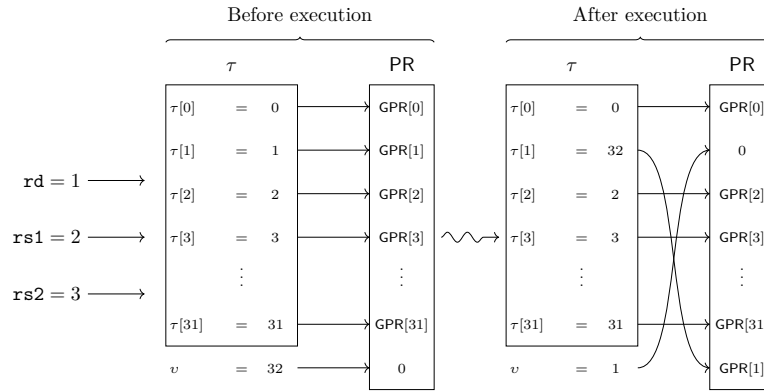 Before execution After execution
τ PR τ PR
τ[0] = 0 GPR[0] τ[0] = 0 GPR[0]
τ[1] = 1 GPR[1] τ[1] = 32 0
rd = 1
τ[2] = 2 GPR[2] τ[2] = 2 GPR[2]
rs1 = 2 τ[3] = 3 GPR[3] τ[3] = 3 GPR[3]
⋮ ⋮ ⋮ ⋮
rs2 = 3
τ[31] = 31 GPR[31] τ[31] = 31 GPR[31
v = 32 0 v = 1 GPR[1]